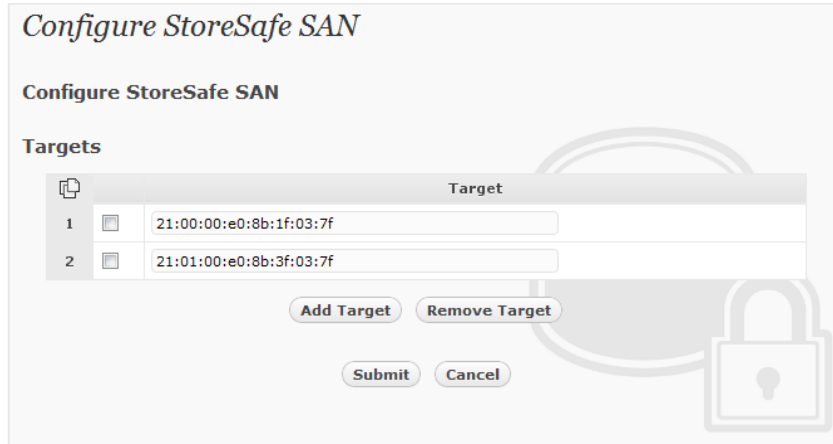 Configure StoreSafe SAN
Configure StoreSafe SAN
Targets
Target
1 21:00:00:e0:8b:1f:03:7f
2 21:01:00:e0:8b:3f:03:7f
Add Target Remove Target
Submit Cancel